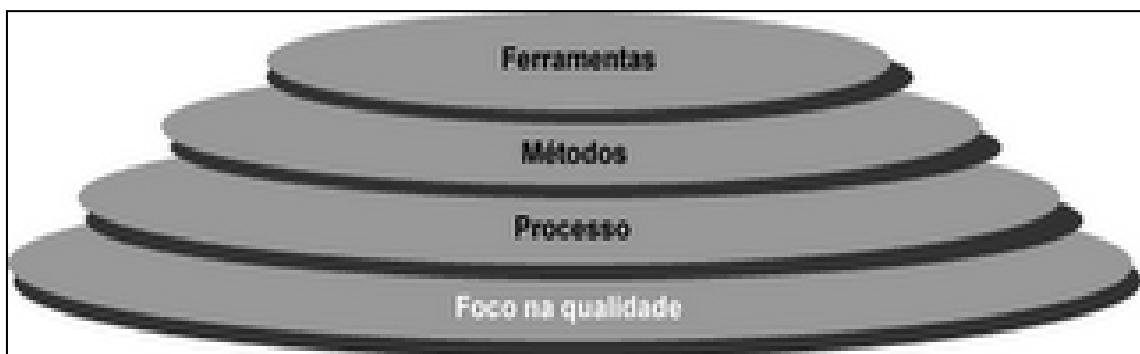 Ferramentas
Métodos
Processo
Foco na qualidade